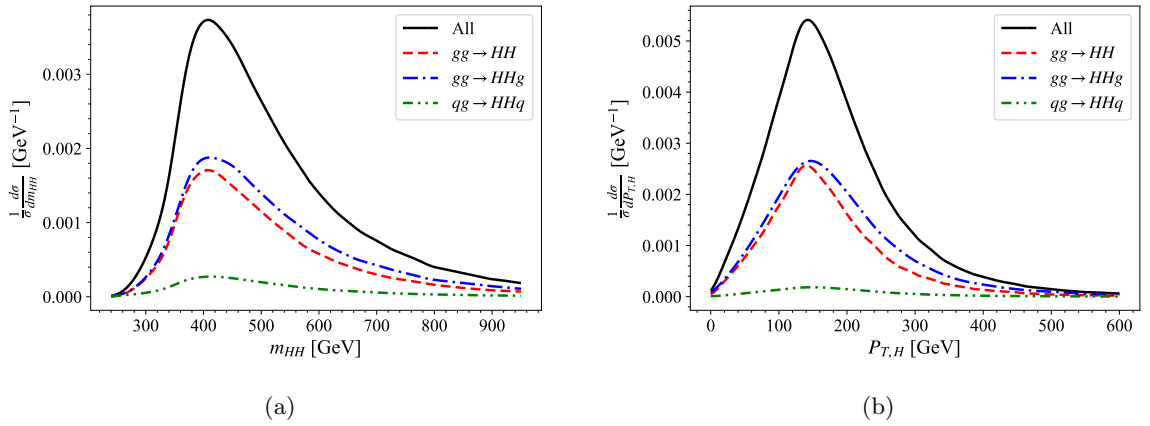 All
gg → HH
gg → HHg
qg → HHq
0.003
0.002
0.001
0.000
1/σ dσ/dm_HH [GeV⁻¹]
300 400 500 600 700 800 900
m_HH [GeV]
(a)
All
gg → HH
gg → HHg
qg → HHq
0.005
0.004
0.003
0.002
0.001
0.000
1/σ dσ/dP_T,H [GeV⁻¹]
0 100 200 300 400 500 600
P_T,H [GeV]
(b)